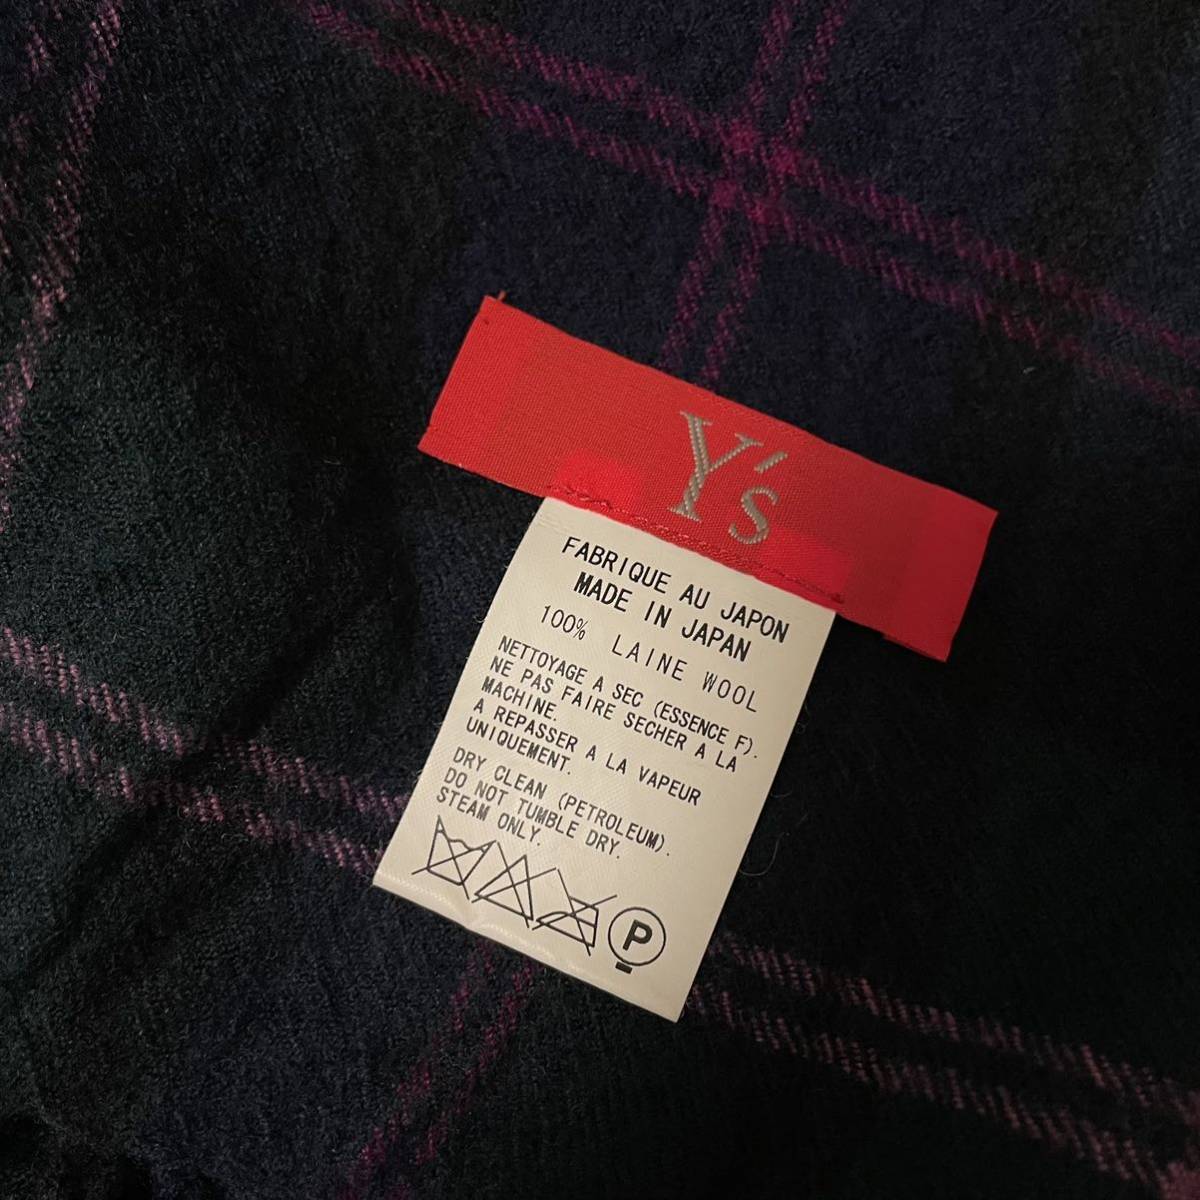 Y's
FABRIQUE AU JAPON
MADE IN JAPAN
100% LAINE WOOL
NETTOYAGE A SEC (ESSENCE F).
NE PAS FAIRE SECHER A LA
MACHINE.
A REPASSER A LA VAPEUR
UNIQUEMENT.
DRY CLEAN (PETROLEUM).
DO NOT TUMBLE DRY.
STEAM ONLY.
P